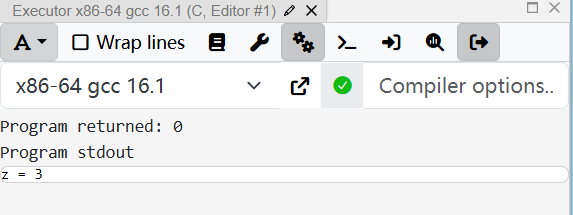 Executor x86-64 gcc 16.1 (C, Editor #1)
A Wrap lines
x86-64 gcc 16.1 Compiler options..
Program returned: 0
Program stdout
z = 3